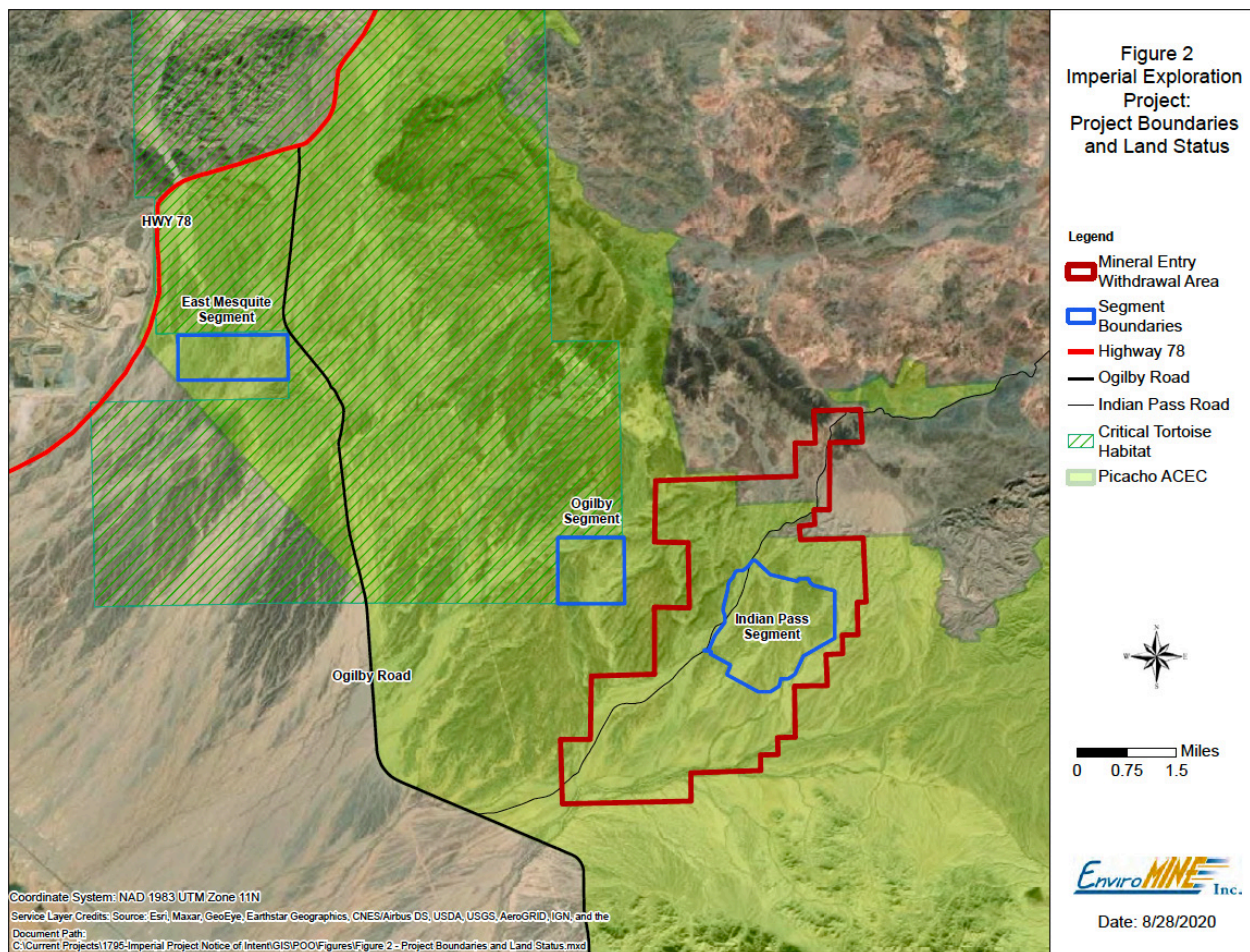 Figure 2
Imperial Exploration
Project:
Project Boundaries
and Land Status
Legend
Mineral Entry
Withdrawal Area
Segment
Boundaries
Highway 78
Ogilby Road
Indian Pass Road
Critical Tortoise
Habitat
Picacho ACEC
HWY 78
East Mesquite
Segment
Ogilby
Segment
Indian Pass
Segment
Ogilby Road
N
W E
S
Miles
0 0.75 1.5
EnviroMINE Inc.
Date: 8/28/2020
Coordinate System: NAD 1983 UTM Zone 11N
Service Layer Credits: Source: Esri, Maxar, GeoEye, Earthstar Geographics, CNES/Airbus DS, USDA, USGS, AeroGRID, IGN, and the
Document Path:
C:\Current Projects\1795-Imperial Project Notice of Intent\GIS\POO\Figures\Figure 2 - Project Boundaries and Land Status.mxd